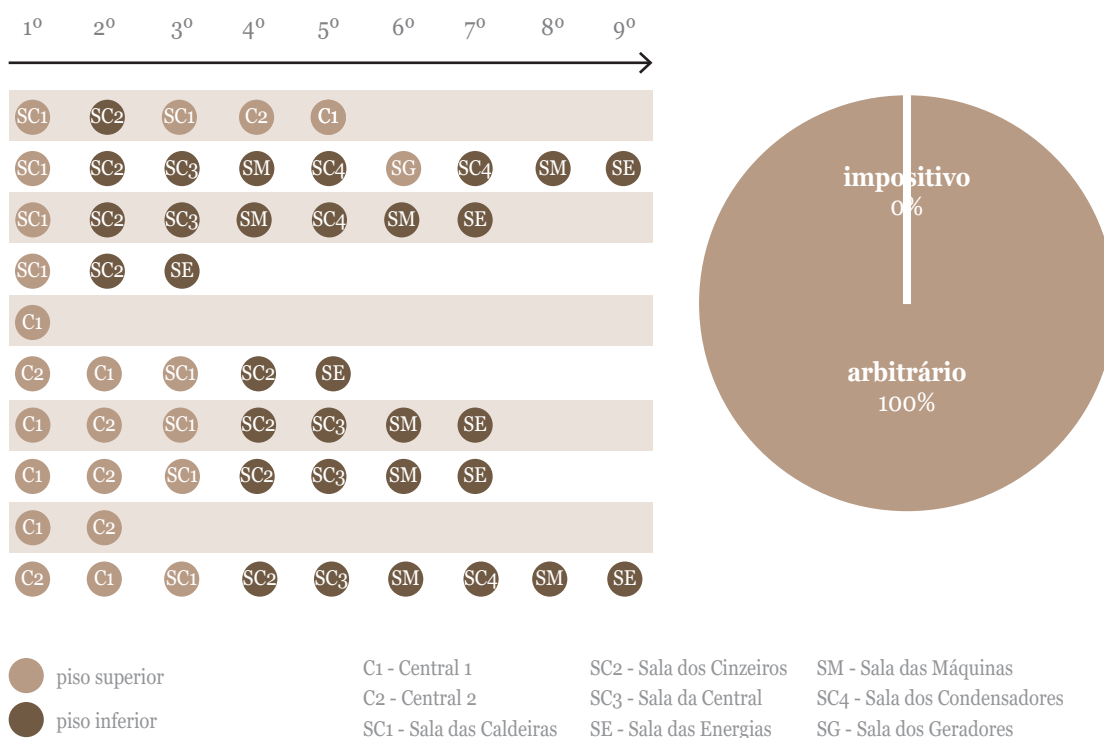 1º 2º 3º 4º 5º 6º 7º 8º 9º
SC1 SC2 SC1 C2 C1
SC1 SC2 SC3 SM SC4 SG SC4 SM SE
SC1 SC2 SC3 SM SC4 SM SE
SC1 SC2 SE
C1
C2 C1 SC1 SC2 SE
C1 C2 SC1 SC2 SC3 SM SE
C1 C2 SC1 SC2 SC3 SM SE
C1 C2
C2 C1 SC1 SC2 SC3 SM SC4 SM SE
impositivo
0%
arbitrário
100%
piso superior
piso inferior
C1 - Central 1
C2 - Central 2
SC1 - Sala das Caldeiras
SC2 - Sala dos Cinzeiros
SC3 - Sala da Central
SE - Sala das Energias
SM - Sala das Máquinas
SC4 - Sala dos Condensadores
SG - Sala dos Geradores